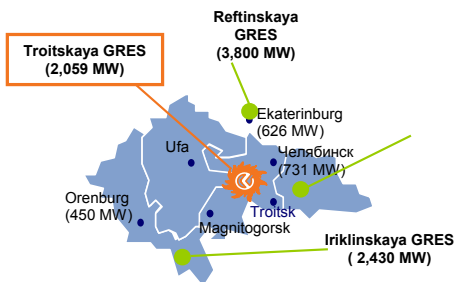 Reftinskaya
GRES
(3,800 MW)
Troitskaya GRES
(2,059 MW)
Ekaterinburg
(626 MW)
Ufa
Челябинск
(731 MW)
Orenburg
(450 MW)
Troitsk
Magnitogorsk
Iriklinskaya GRES
( 2,430 MW)